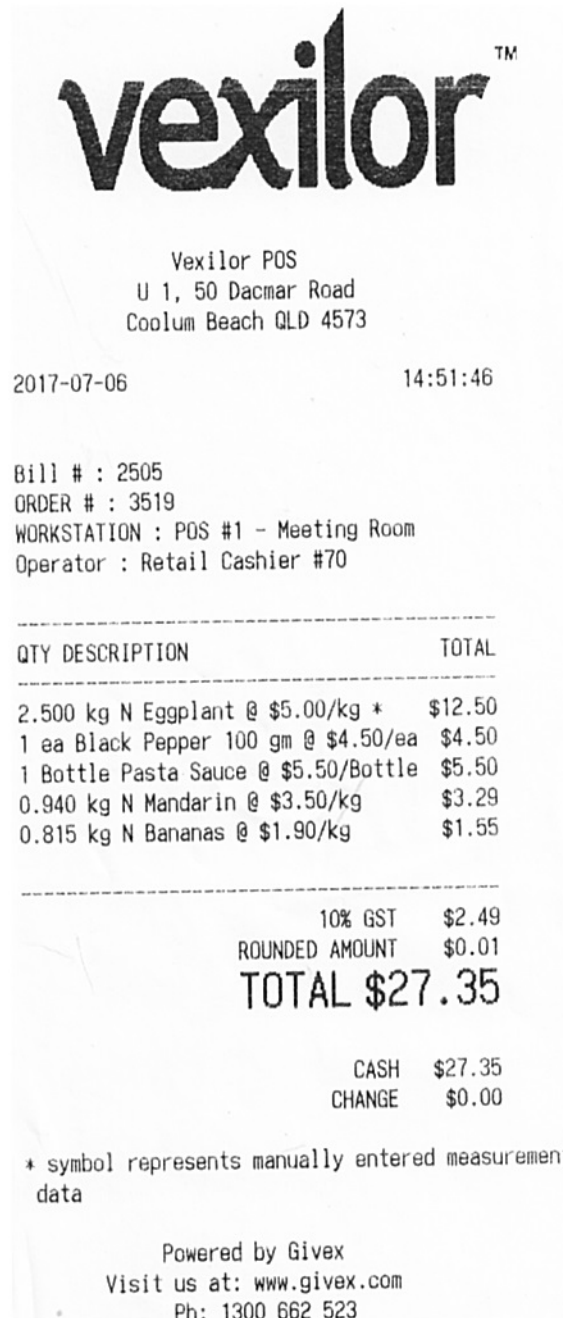 vexilor™
Vexilor POS
U 1, 50 Dacmar Road
Coolum Beach QLD 4573
2017-07-06 14:51:46
Bill # : 2505
ORDER # : 3519
WORKSTATION : POS #1 - Meeting Room
Operator : Retail Cashier #70
QTY DESCRIPTION TOTAL
2.500 kg N Eggplant @ $5.00/kg * $12.50
1 ea Black Pepper 100 gm @ $4.50/ea $4.50
1 Bottle Pasta Sauce @ $5.50/Bottle $5.50
0.940 kg N Mandarin @ $3.50/kg $3.29
0.815 kg N Bananas @ $1.90/kg $1.55
10% GST $2.49
ROUNDED AMOUNT $0.01
TOTAL $27.35
CASH $27.35
CHANGE $0.00
* symbol represents manually entered measuremen
data
Powered by Givex
Visit us at: www.givex.com
Ph: 1300 662 523